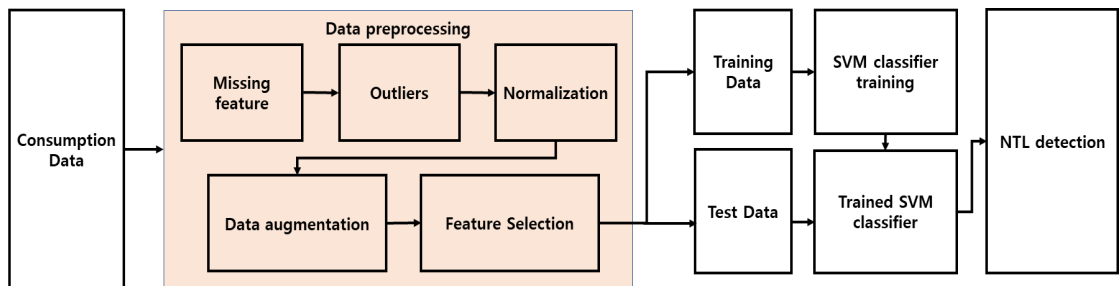 Consumption
Data
Data preprocessing
Missing
feature
Outliers
Normalization
Data augmentation
Feature Selection
Training
Data
SVM classifier
training
Test Data
Trained SVM
classifier
NTL detection